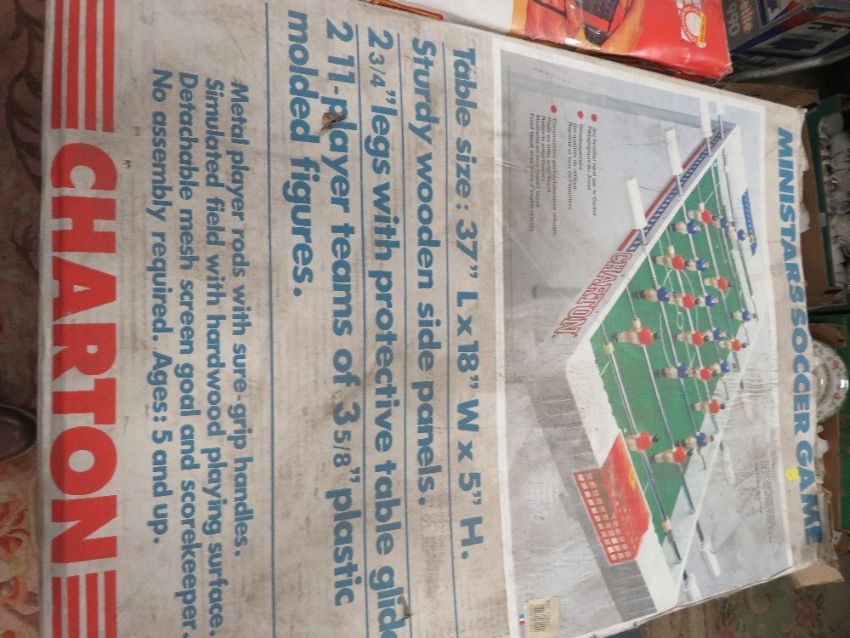 MINISTARS SOCCER GAME
CHARTON
Table size: 37" L x 18" W x 5" H.
Sturdy wooden side panels.
2 3/4" legs with protective table glide
2 11-player teams of 3 5/8" plastic
molded figures.
Metal player rods with sure-grip handles.
Simulated field with hardwood playing surface.
Detachable mesh screen goal and scorekeeper.
No assembly required. Ages: 5 and up.
CHARTON